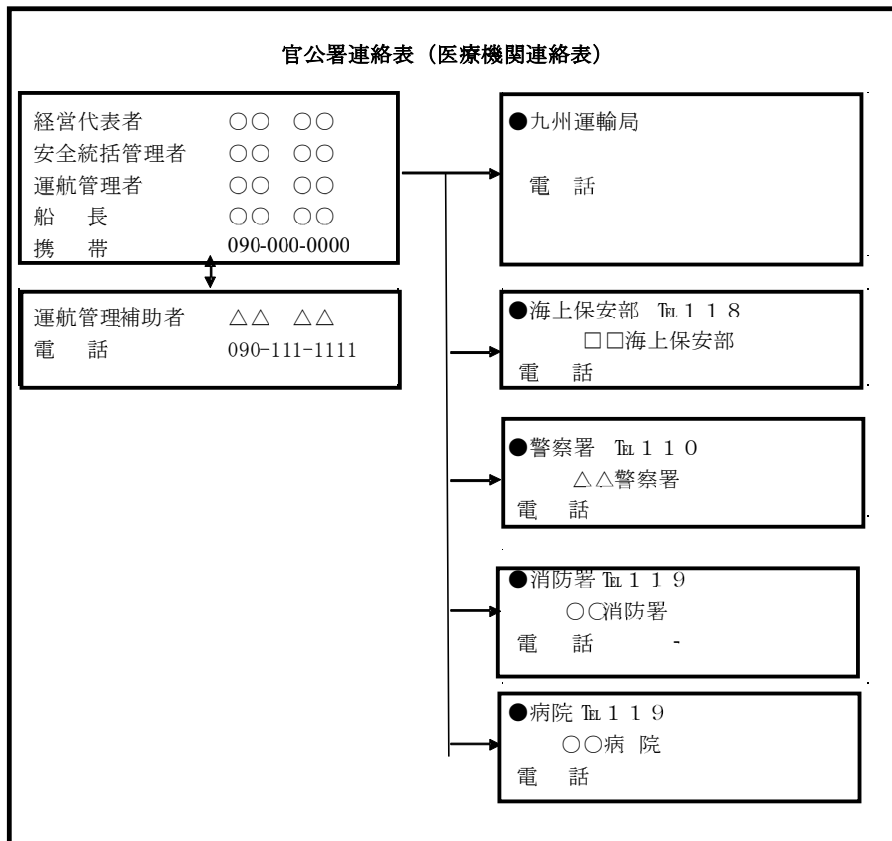 官公署連絡表（医療機関連絡表）
経営代表者 ○○ ○○
安全統括管理者 ○○ ○○
運航管理者 ○○ ○○
船 長 ○○ ○○
携 帯 090-000-0000
運航管理補助者 △△ △△
電 話 090-111-1111
●九州運輸局
電 話
●海上保安部 ℡１１８
□□海上保安部
電 話
●警察署 ℡１１０
△△警察署
電 話
●消防署 ℡１１９
○○消防署
電 話 -
●病院 ℡１１９
○○病 院
電 話